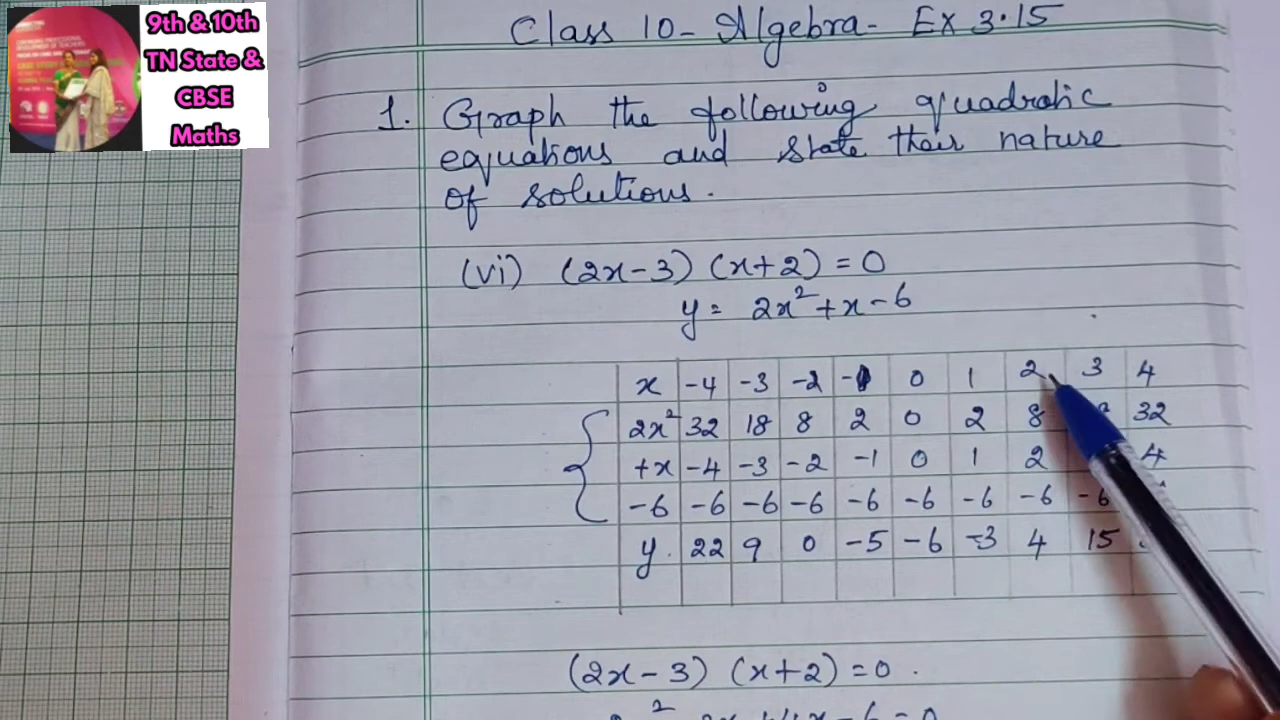 9th & 10th
TN State &
CBSE
Maths
Class 10- Algebra- Ex 3.15
1. Graph the following quadratic
equations and state their nature
of solutions.
(vi) (2x-3) (x+2) = 0
y = 2x²+x-6
x -4 -3 -2 -1 0 1 2 3 4
2x² 32 18 8 2 0 2 8 32
+x -4 -3 -2 -1 0 1 2 4
-6 -6 -6 -6 -6 -6 -6 -6 -6
y 22 9 0 -5 -6 -3 4 15
(2x-3) (x+2) = 0.